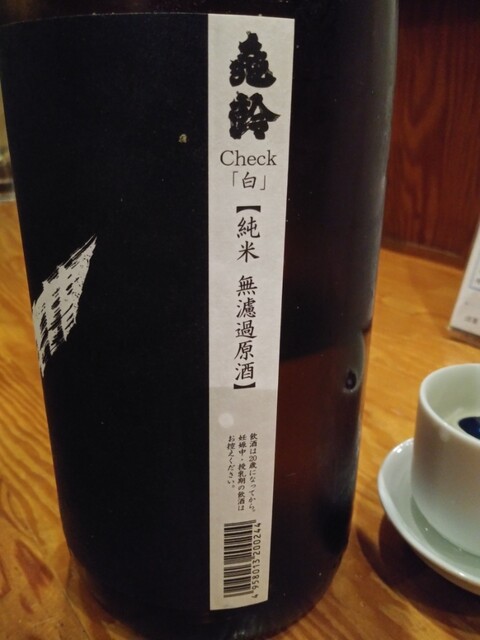 亀齢
Check
「白」
【純米 無濾過原酒】
飲酒は20歳になってから。
妊娠中・授乳期の飲酒は
お控えください。
4958013200244